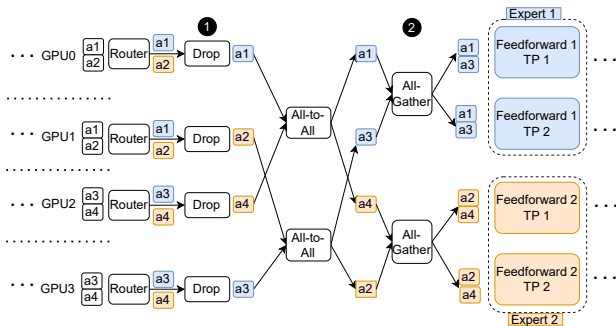 1
2
Expert 1
GPU0
a1
a2
Router
a1
a2
Drop
a1
a1
All-
Gather
a1
a3
Feedforward 1
TP 1
GPU1
a1
a2
Router
a1
a2
Drop
a2
All-to-
All
a3
a1
a3
Feedforward 1
TP 2
GPU2
a3
a4
Router
a3
a4
Drop
a4
All-to-
All
a4
All-
Gather
a2
a4
Feedforward 2
TP 1
GPU3
a3
a4
Router
a3
a4
Drop
a3
a2
a2
a4
Feedforward 2
TP 2
Expert 2